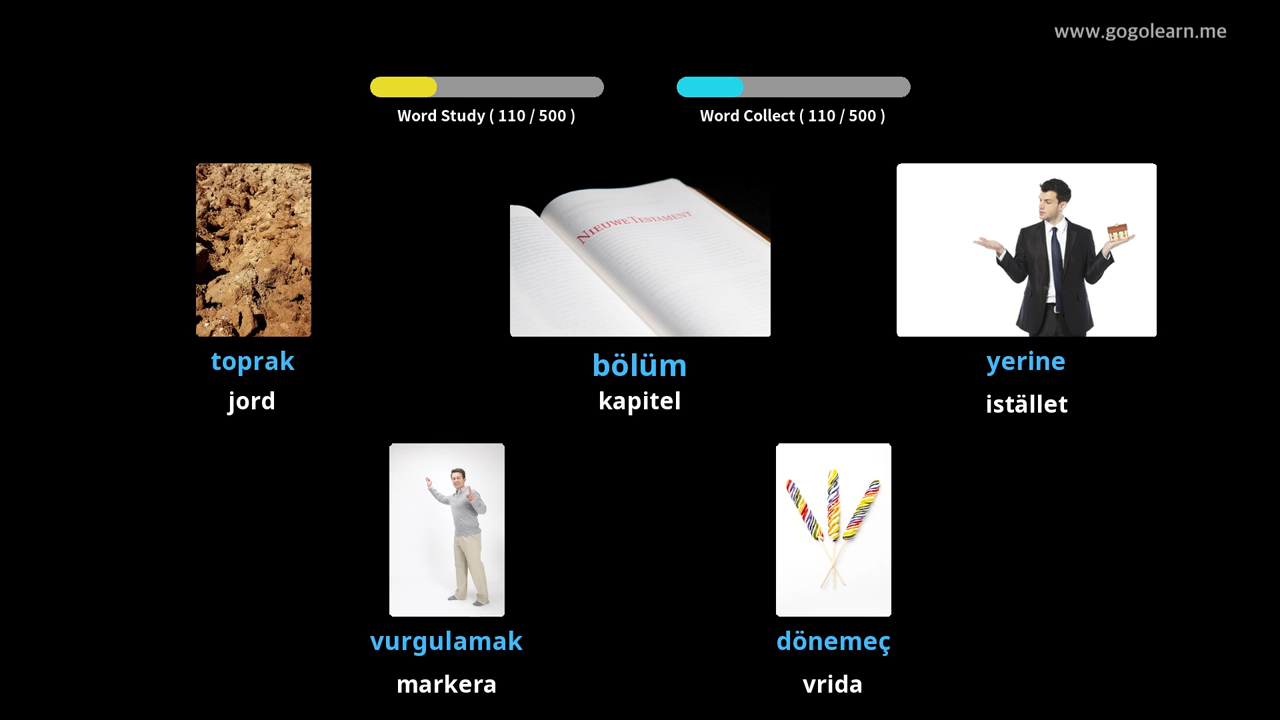 www.gogolearn.me
Word Study ( 110 / 500 )
Word Collect ( 110 / 500 )
NIEUWE TESTAMENT
toprak
jord
bölüm
kapitel
yerine
istället
vurgulamak
markera
dönemeç
vrida